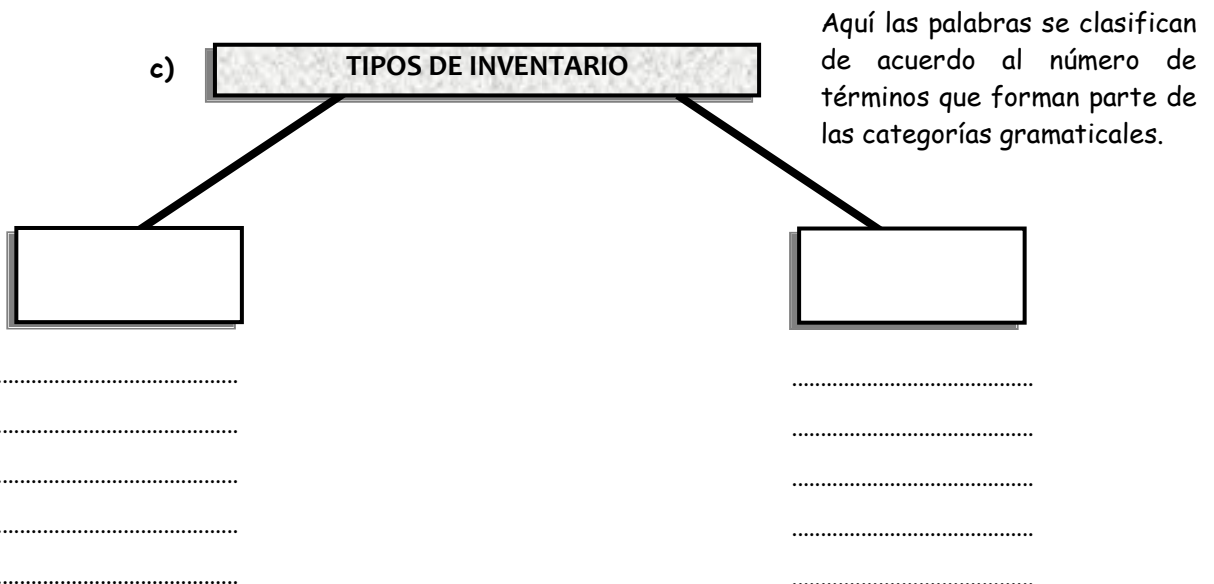 c)
TIPOS DE INVENTARIO
Aquí las palabras se clasifican
de acuerdo al número de
términos que forman parte de
las categorías gramaticales.
..........................................
..........................................
..........................................
..........................................
..........................................
..........................................
..........................................
..........................................
..........................................
..........................................